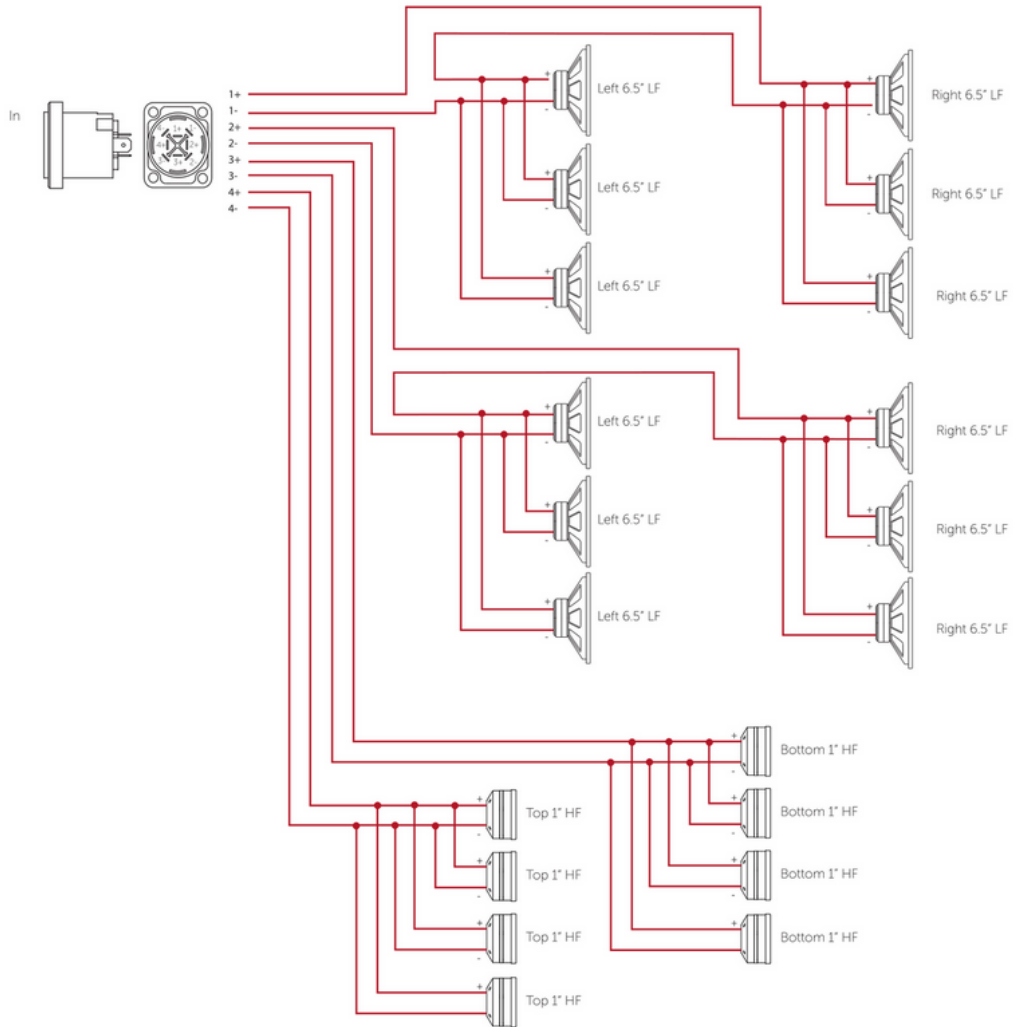 In
1+
1-
2+
2-
3+
3-
4+
4-
+
-
Left 6.5" LF
+
-
Left 6.5" LF
+
-
Left 6.5" LF
+
-
Right 6.5" LF
+
-
Right 6.5" LF
+
-
Right 6.5" LF
+
-
Left 6.5" LF
+
-
Left 6.5" LF
+
-
Left 6.5" LF
+
-
Right 6.5" LF
+
-
Right 6.5" LF
+
-
Right 6.5" LF
+
-
Bottom 1" HF
+
-
Bottom 1" HF
+
-
Bottom 1" HF
+
-
Bottom 1" HF
+
-
Top 1" HF
+
-
Top 1" HF
+
-
Top 1" HF
+
-
Top 1" HF